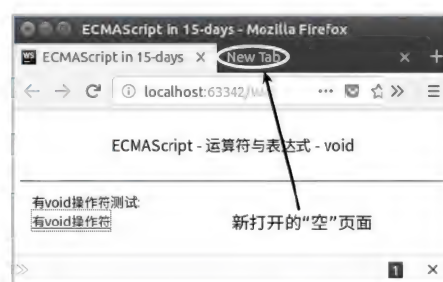 ECMAScript in 15-days - Mozilla Firefox
ECMAScript in 15-days × New Tab × +
localhost:63342/W
ECMAScript - 运算符与表达式 - void
有void操作符测试:
有void操作符
新打开的“空”页面
1 ×